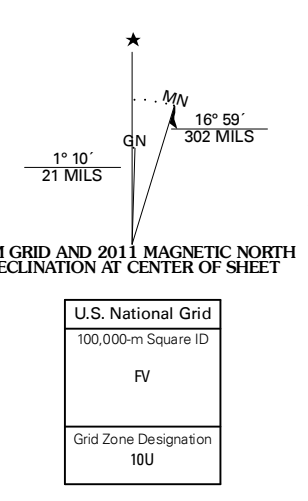 MN
GN
16° 59´
302 MILS
1° 10´
21 MILS
M GRID AND 2011 MAGNETIC NORTH
ECLINATION AT CENTER OF SHEET
U.S. National Grid
100,000-m Square ID
FV
Grid Zone Designation
10U